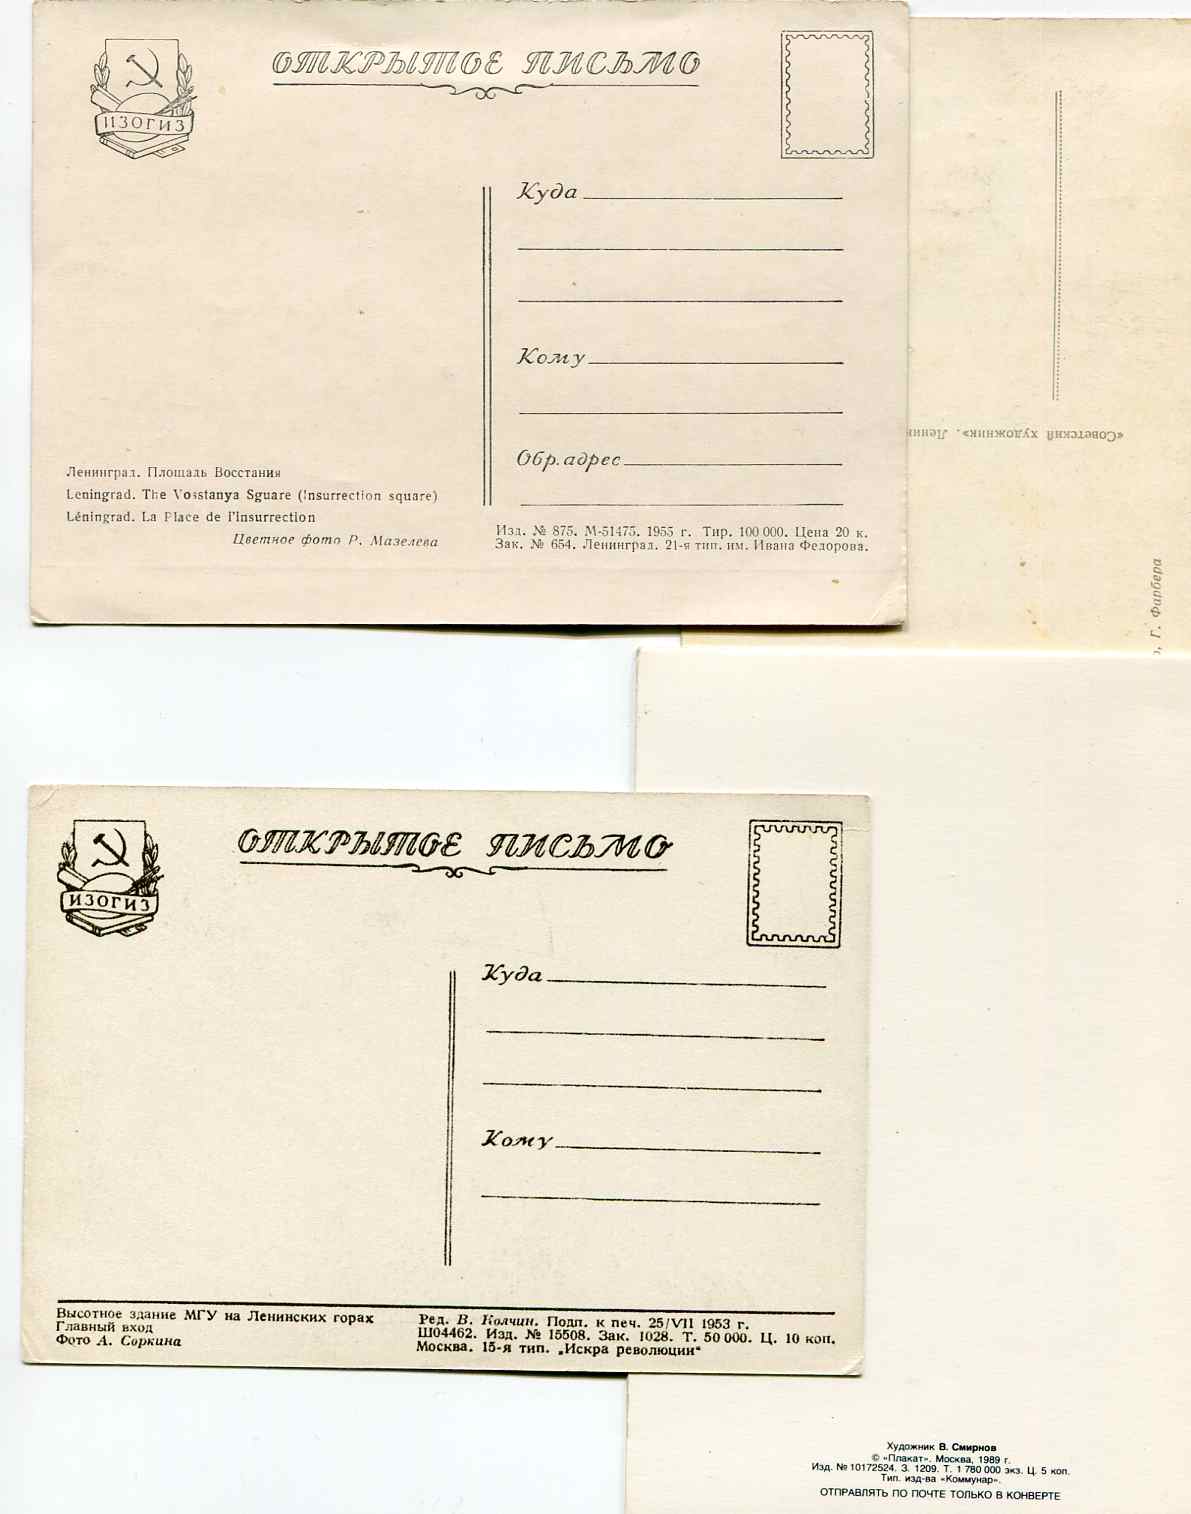 ИЗОГИЗ
ОТКРЫТОЕ ПИСЬМО
Куда
Кому
Обр. адрес
Ленинград. Площадь Восстания
Leningrad. The Vosstanya Sguare (Insurrection square)
Léningrad. La Place de l'Insurrection
Цветное фото Р. Мазелева
Изд. № 875. М-51475. 1955 г. Тир. 100 000. Цена 20 к.
Зак. № 654. Ленинград. 21-я тип. им. Ивана Федорова.
«Советский художник». Ленин
Г. Фарбера
ИЗОГИЗ
ОТКРЫТОЕ ПИСЬМО
Куда
Кому
Высотное здание МГУ на Ленинских горах
Главный вход
Фото А. Соркина
Ред. В. Колчин. Подп. к печ. 25/VII 1953 г.
Ш04462. Изд. № 15508. Зак. 1028. Т. 50 000. Ц. 10 коп.
Москва. 15-я тип. „Искра революции“
Художник В. Смирнов
© «Плакат». Москва, 1989 г.
Изд. № 10172524. З. 1209. Т. 1 780 000 экз. Ц. 5 коп.
Тип. изд-ва «Коммунар».
ОТПРАВЛЯТЬ ПО ПОЧТЕ ТОЛЬКО В КОНВЕРТЕ